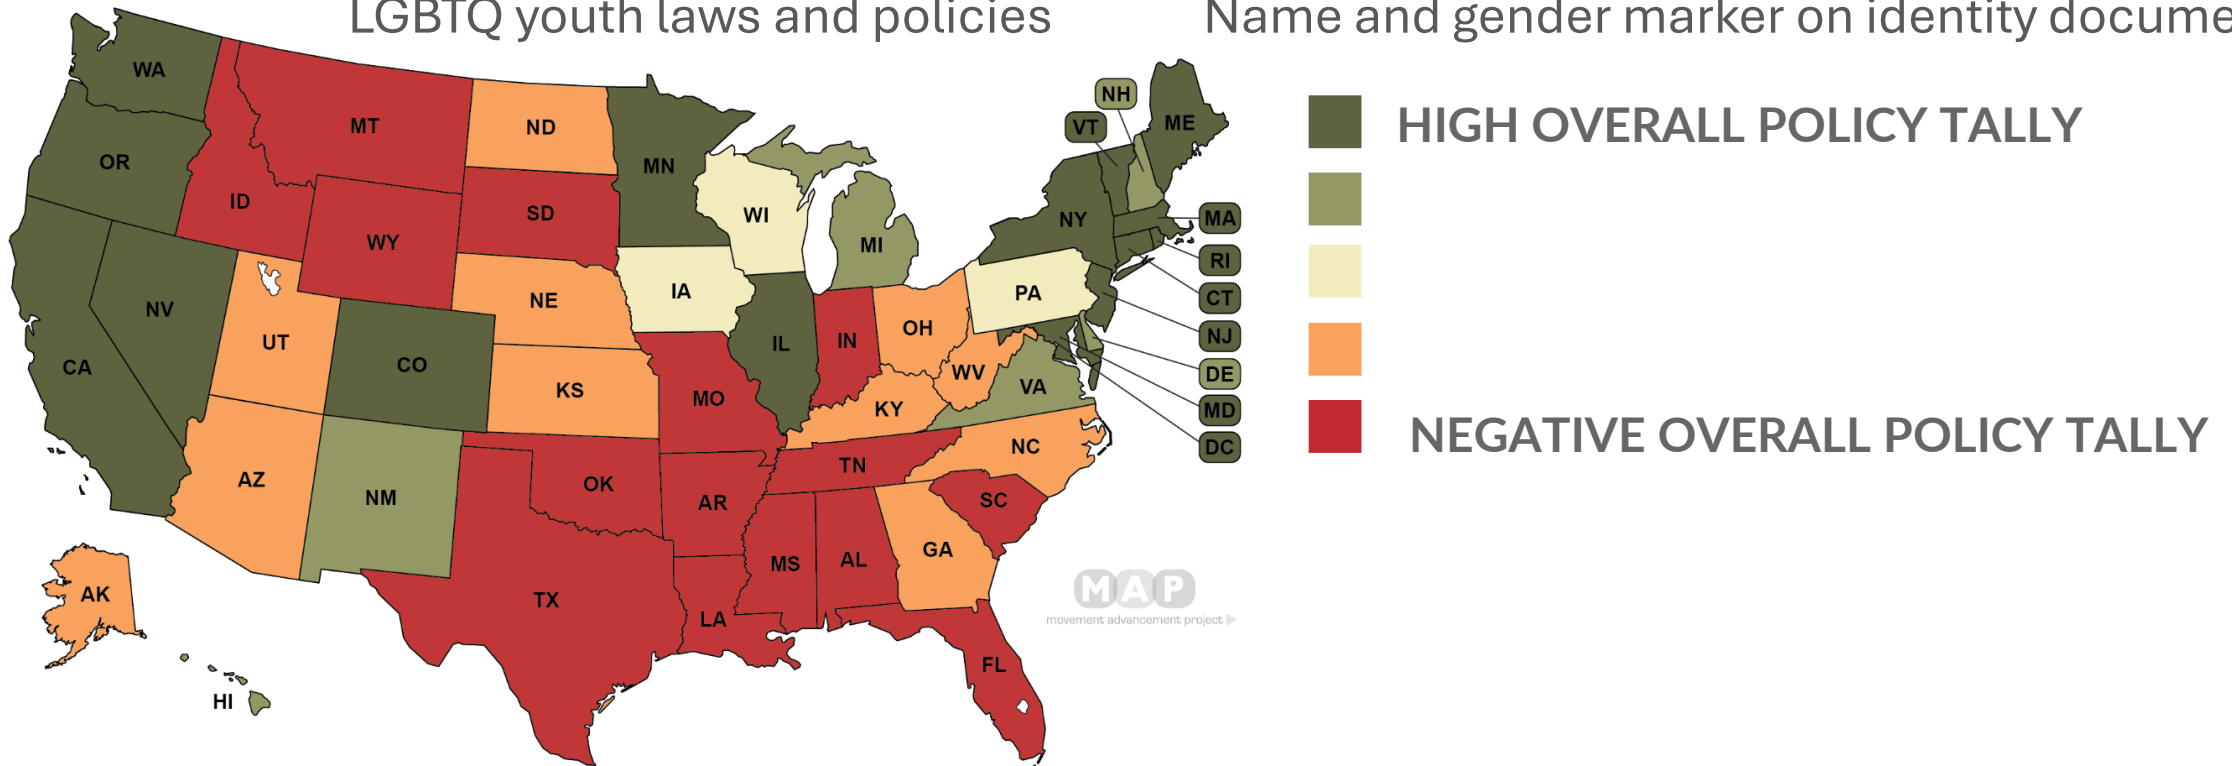 LGBTQ youth laws and policies
Name and gender marker on identity docume
HIGH OVERALL POLICY TALLY
NEGATIVE OVERALL POLICY TALLY
WA
OR
CA
NV
ID
MT
WY
UT
CO
AZ
NM
ND
SD
NE
KS
OK
TX
MN
IA
MO
AR
LA
WI
IL
MI
IN
OH
KY
TN
MS
AL
GA
FL
SC
NC
VA
WV
PA
NY
VT
NH
ME
MA
RI
CT
NJ
DE
MD
DC
AK
HI
MAP
movement advancement project